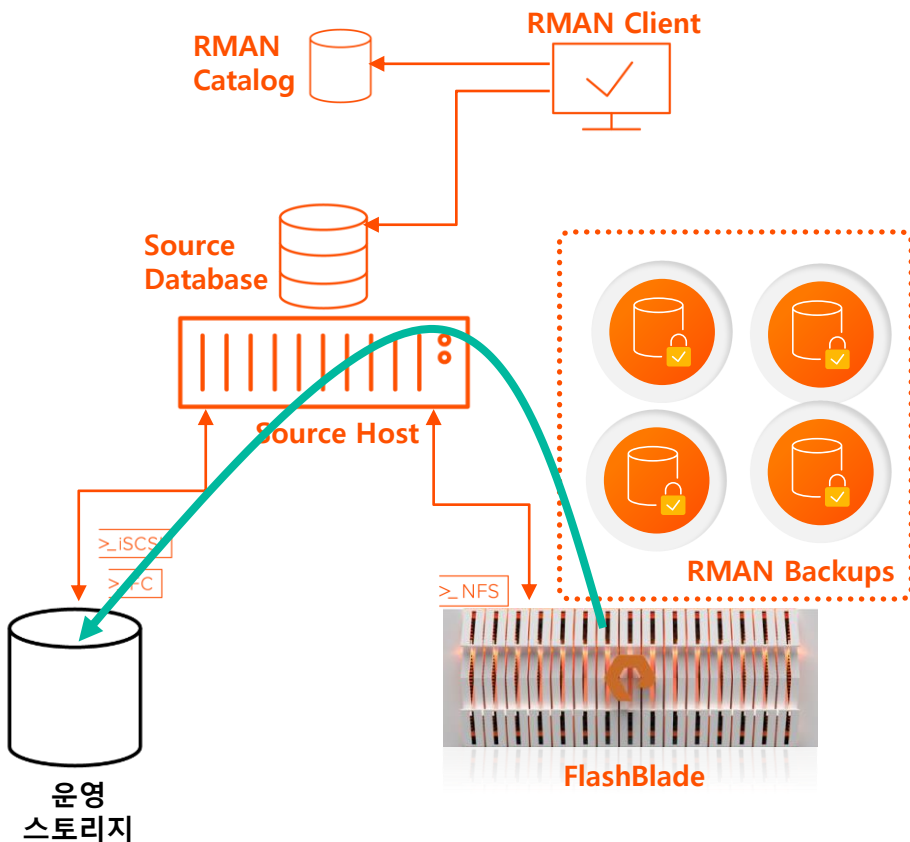 RMAN Client
RMAN
Catalog
Source
Database
Source Host
>_iSCSI
>_FC
>_NFS
RMAN Backups
FlashBlade
운영
스토리지